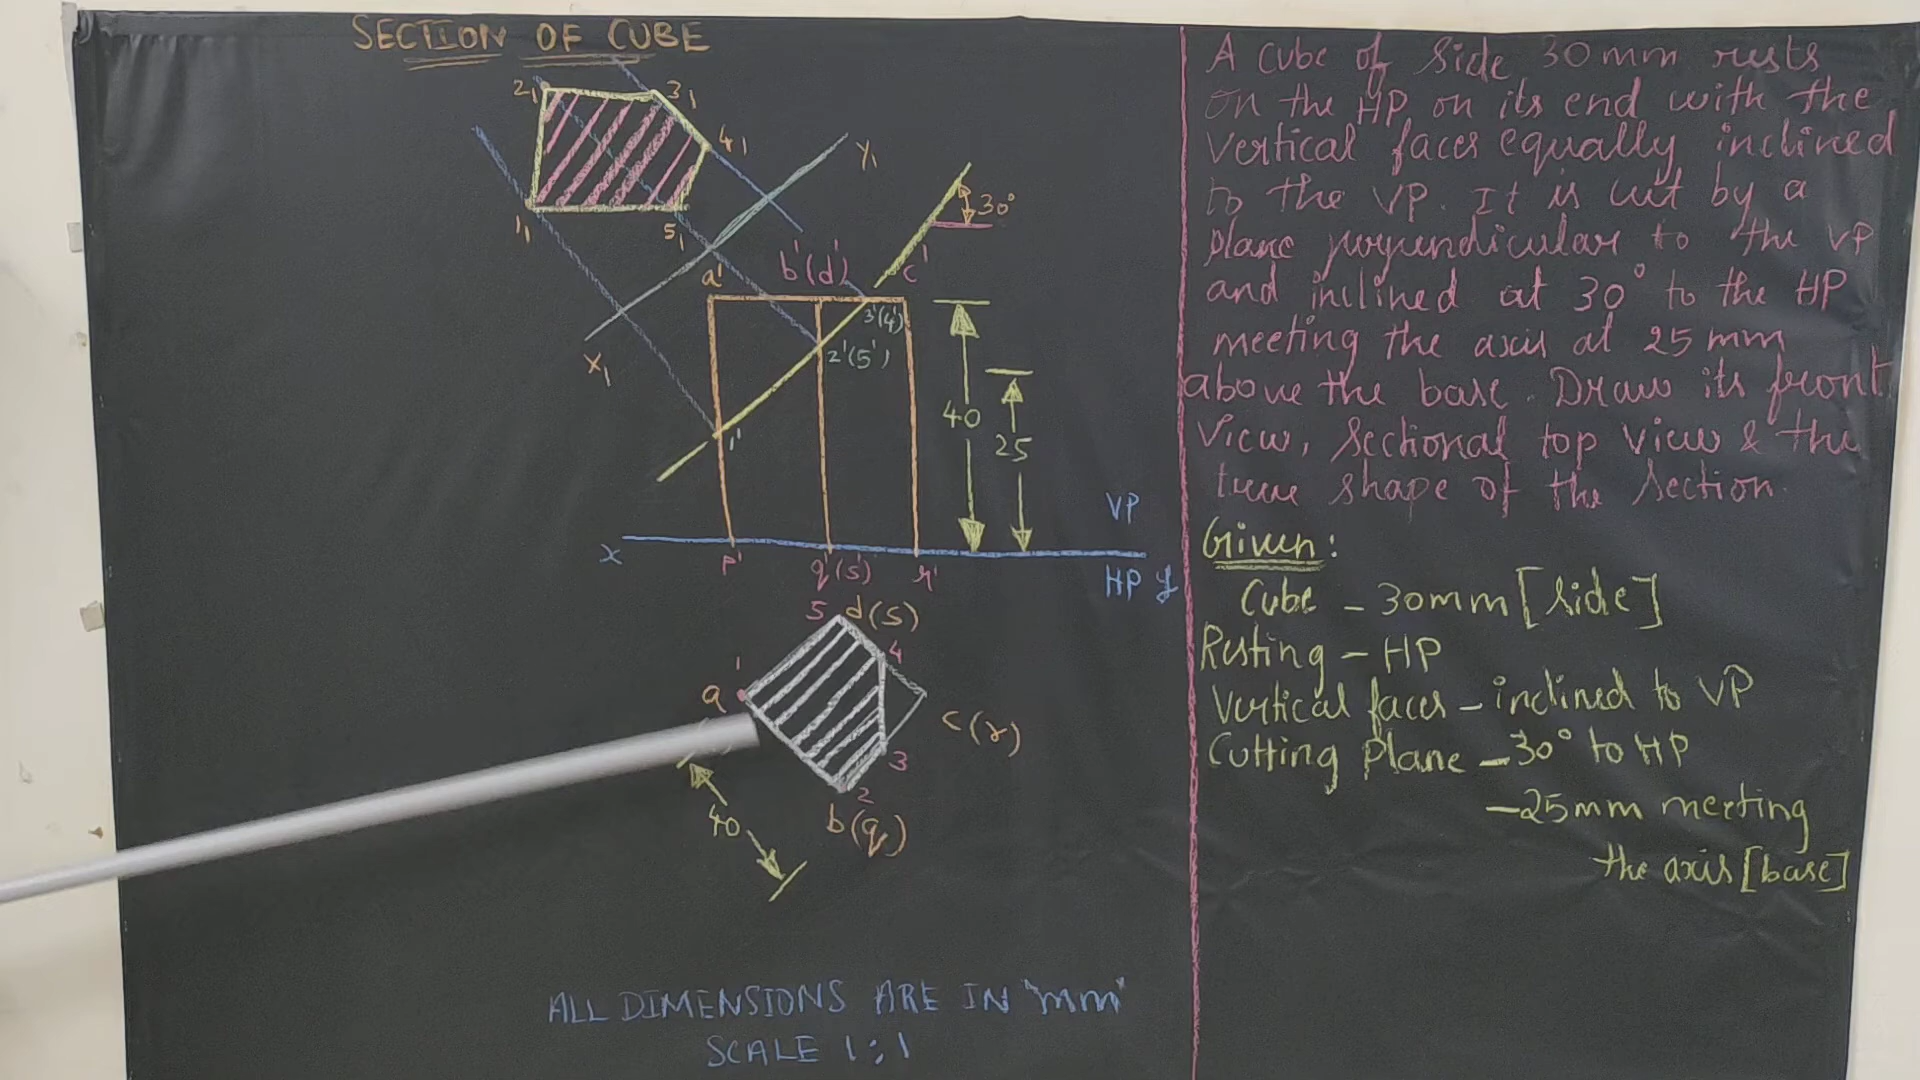 SECTION OF CUBE
2₁
3₁
4₁
1₁
5₁
X₁
Y₁
30°
a'
b'(d')
c'
3'(4')
2'(5')
1'
40
25
VP
x
HP y
p'
q'(s')
r'
5 d(s)
1
4
a
c(r)
3
2
b(q)
40
ALL DIMENSIONS ARE IN "mm"
SCALE 1:1
A cube of side 30mm rests
on the HP on its end with the
vertical faces equally inclined
to the VP. It is cut by a
plane perpendicular to the VP
and inclined at 30° to the HP
meeting the axis at 25mm
above the base. Draw its front
view, Sectional top view & the
true shape of the Section.
Given:
Cube - 30mm [side]
Resting - HP
Vertical faces - inclined to VP
Cutting Plane - 30° to HP
- 25mm meeting
the axis [base]